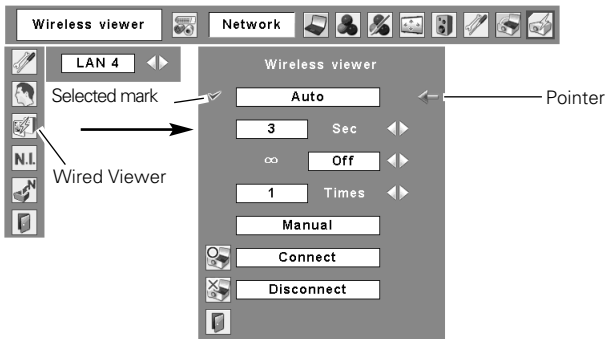 Wireless viewer
Network
LAN 4
Wireless viewer
Selected mark
Auto
Pointer
3 Sec
∞ Off
N.I.
Wired Viewer
1 Times
N
Manual
Connect
Disconnect